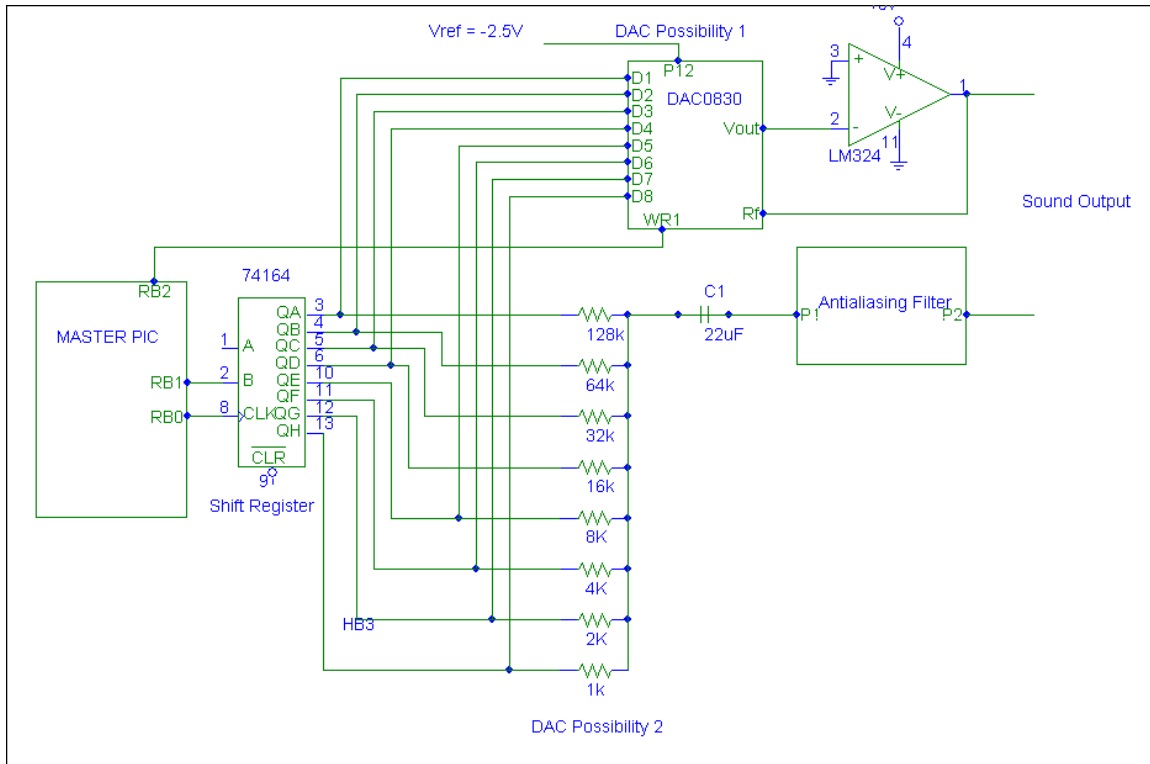 Vref = -2.5V
DAC Possibility 1
4
3
+
V+
1
2
-
V-
11
LM324
P12
D1
D2
D3
D4
D5
D6
D7
D8
DAC0830
Vout
Rf
WR1
Sound Output
MASTER PIC
RB2
RB1
RB0
74164
1
A
2
B
8
CLK
QA
QB
QC
QD
QE
QF
QG
QH
3
4
5
6
10
11
12
13
CLR
9
Shift Register
128k
64k
32k
16k
8K
4K
2K
1k
HB3
C1
22uF
P1
Antialiasing Filter
P2
DAC Possibility 2